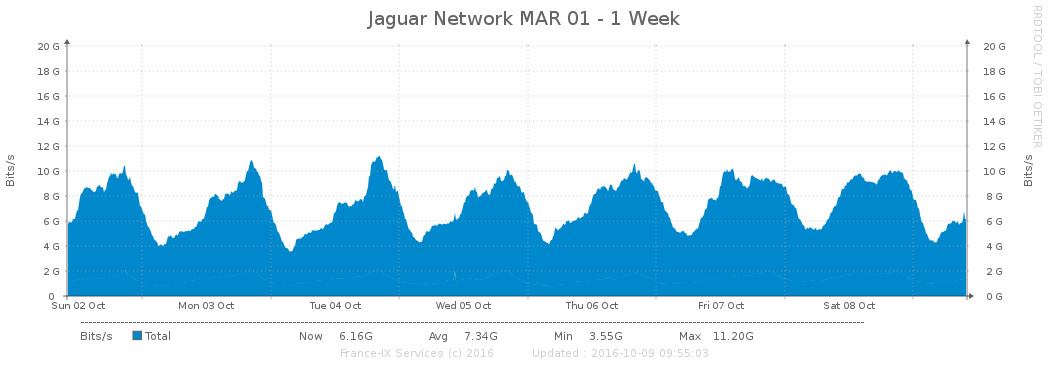 Jaguar Network MAR 01 - 1 Week
RRDTOOL / TOBI OETIKER
Bits/s
20 G 20 G
18 G 18 G
16 G 16 G
14 G 14 G
12 G 12 G
10 G 10 G
8 G 8 G
6 G 6 G
4 G 4 G
2 G 2 G
0 0 G
Bits/s
Sun 02 Oct Mon 03 Oct Tue 04 Oct Wed 05 Oct Thu 06 Oct Fri 07 Oct Sat 08 Oct
Bits/s Total Now 6.16G Avg 7.34G Min 3.55G Max 11.20G
France-IX Services (c) 2016 Updated : 2016-10-09 09:55:03